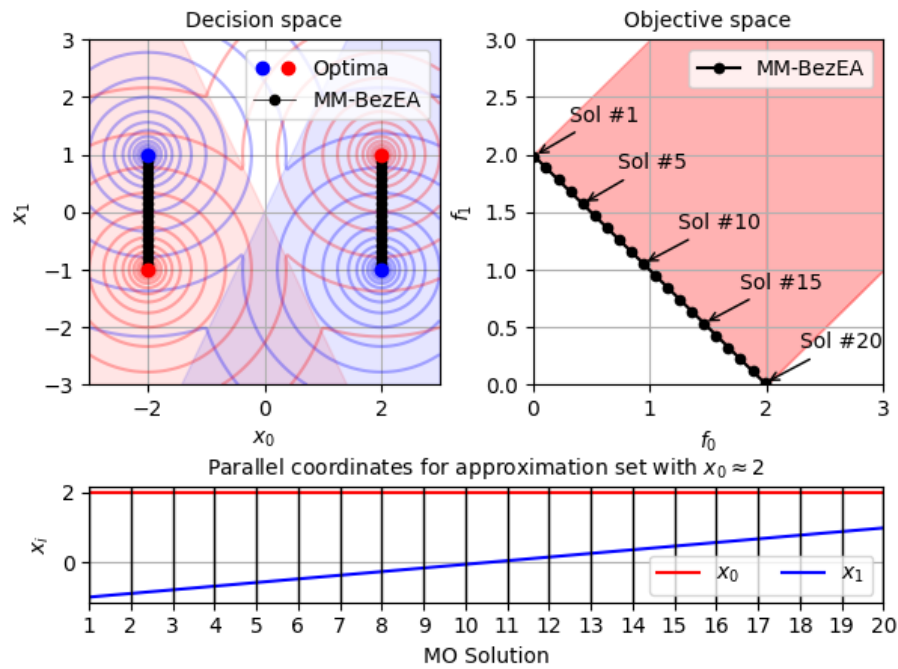 Decision space
3
2
1
0
−1
−2
−3
x₁
−2
0
2
x₀
Optima
MM-BezEA
Objective space
3.0
2.5
2.0
1.5
1.0
0.5
0.0
f₁
0
1
2
3
f₀
MM-BezEA
Sol #1
Sol #5
Sol #10
Sol #15
Sol #20
Parallel coordinates for approximation set with x₀ ≈ 2
2
0
xᵢ
x₀ x₁
1 2 3 4 5 6 7 8 9 10 11 12 13 14 15 16 17 18 19 20
MO Solution